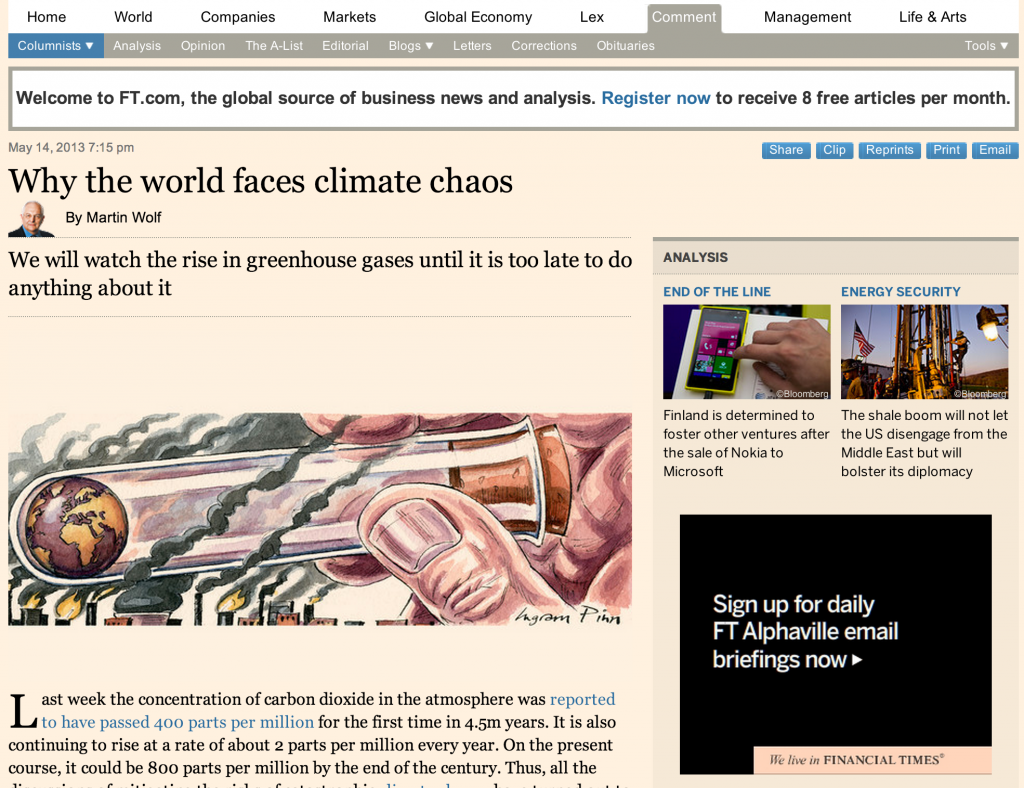 Home World Companies Markets Global Economy Lex Comment Management Life & Arts
Columnists ▼ Analysis Opinion The A-List Editorial Blogs ▼ Letters Corrections Obituaries Tools ▼
Welcome to FT.com, the global source of business news and analysis. Register now to receive 8 free articles per month.
May 14, 2013 7:15 pm
Share Clip Reprints Print Email
Why the world faces climate chaos
By Martin Wolf
We will watch the rise in greenhouse gases until it is too late to do
anything about it
Ingram Pinn
Last week the concentration of carbon dioxide in the atmosphere was reported
to have passed 400 parts per million for the first time in 4.5m years. It is also
continuing to rise at a rate of about 2 parts per million every year. On the present
course, it could be 800 parts per million by the end of the century. Thus, all the
ANALYSIS
END OF THE LINE
©Bloomberg
Finland is determined to
foster other ventures after
the sale of Nokia to
Microsoft
ENERGY SECURITY
©Bloomberg
The shale boom will not let
the US disengage from the
Middle East but will
bolster its diplomacy
Sign up for daily
FT Alphaville email
briefings now ►
We live in FINANCIAL TIMES®